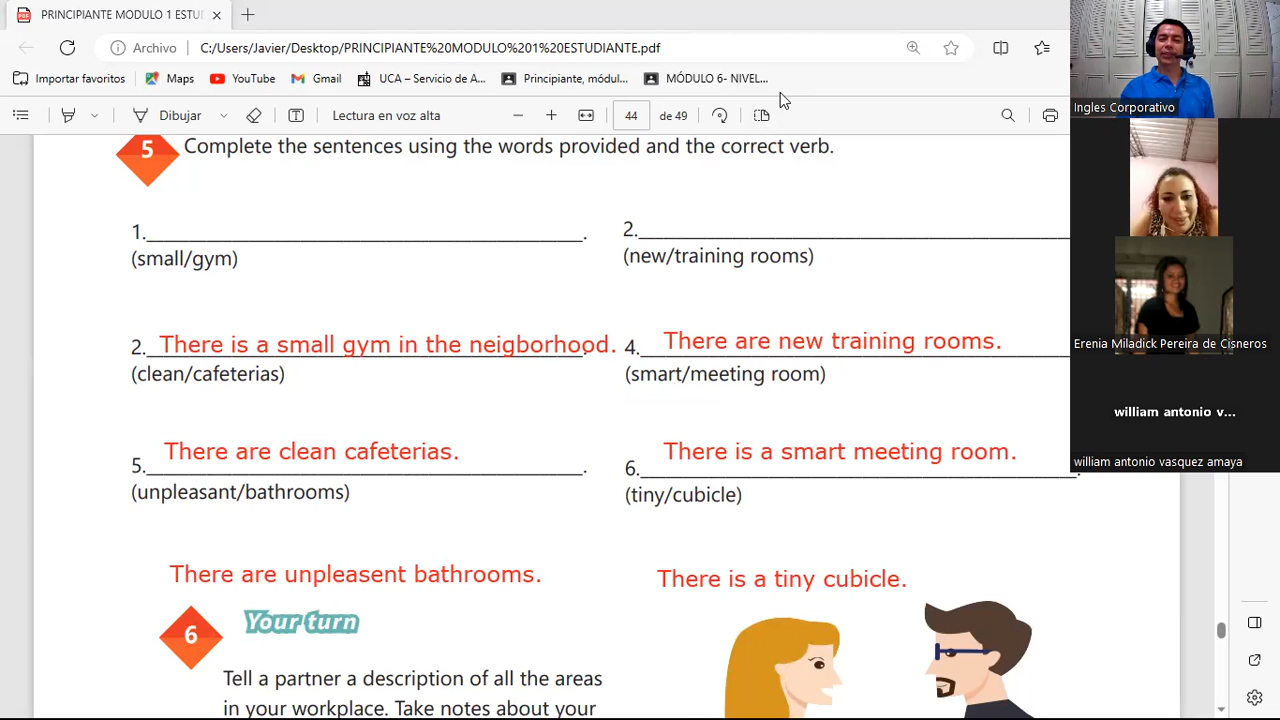 PRINCIPIANTE MODULO 1 ESTU
Archivo C:/Users/Javier/Desktop/PRINCIPIANTE%20MODULO%201%20ESTUDIANTE.pdf
Importar favoritos Maps YouTube Gmail UCA – Servicio de A... Principiante, módul... MÓDULO 6- NIVEL...
Dibujar Lectura en voz alta 44 de 49
Ingles Corporativo
5 Complete the sentences using the words provided and the correct verb.
1. .
(small/gym)
2.
(new/training rooms)
2. There is a small gym in the neigborhood.
(clean/cafeterias)
4. There are new training rooms.
(smart/meeting room)
Erenia Miladick Pereira de Cisneros
william antonio v...
william antonio vasquez amaya
5. There are clean cafeterias. .
(unpleasant/bathrooms)
6. There is a smart meeting room. .
(tiny/cubicle)
There are unpleasent bathrooms.
There is a tiny cubicle.
6 Your turn
Tell a partner a description of all the areas
in your workplace. Take notes about your